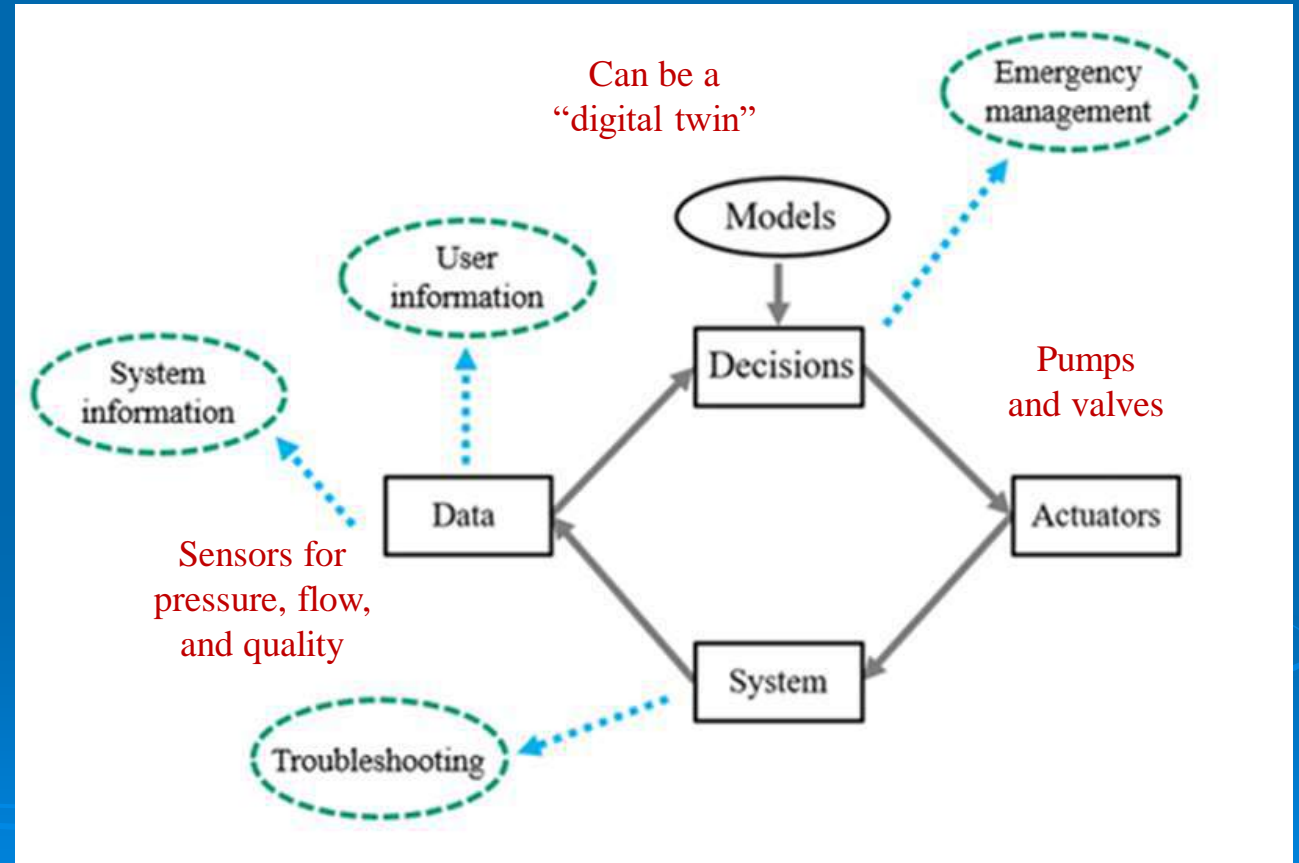 Can be a
“digital twin”
Emergency
management
Models
User
information
Decisions
Pumps
and valves
System
information
Data
Actuators
Sensors for
pressure, flow,
and quality
System
Troubleshooting